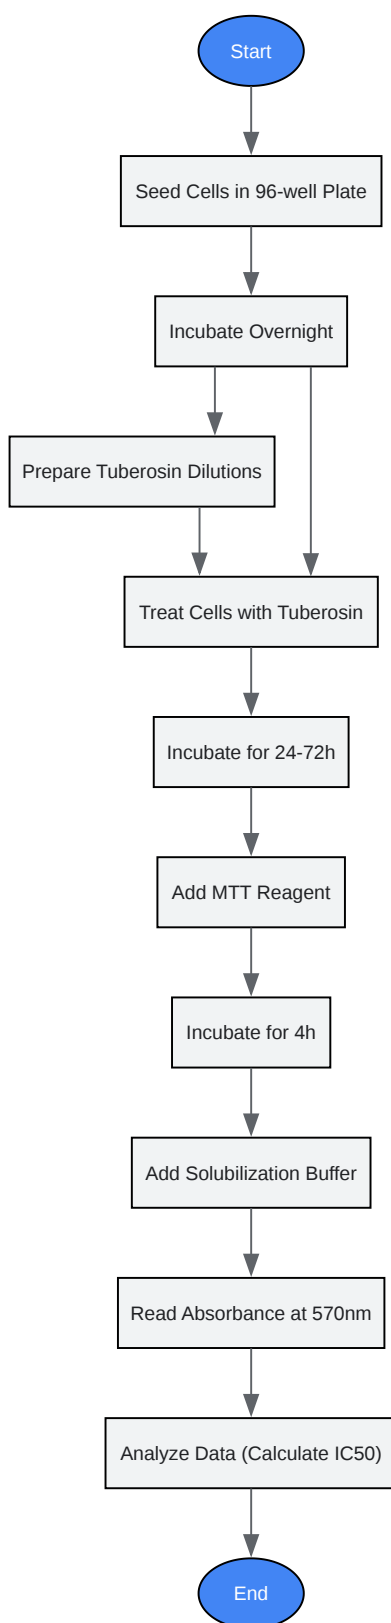 Start
Seed Cells in 96-well Plate
Incubate Overnight
Prepare Tuberosin Dilutions
Treat Cells with Tuberosin
Incubate for 24-72h
Add MTT Reagent
Incubate for 4h
Add Solubilization Buffer
Read Absorbance at 570nm
Analyze Data (Calculate IC50)
End